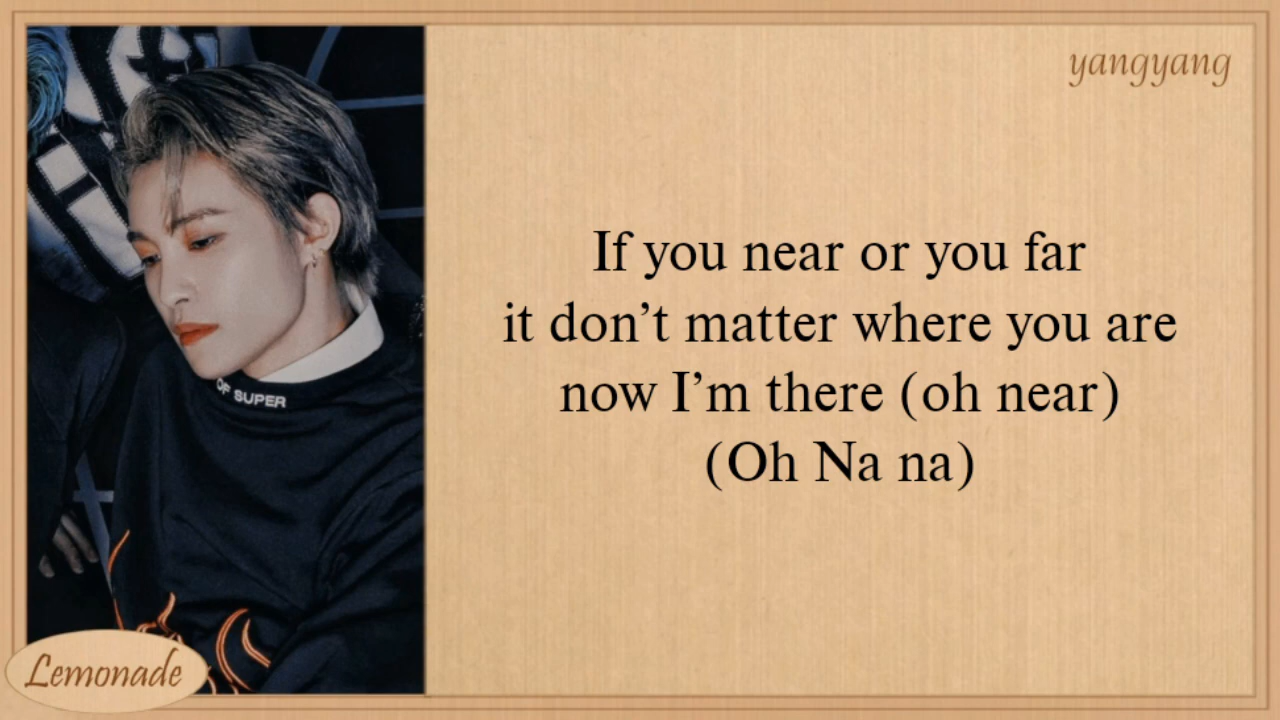 yangyang
If you near or you far
it don't matter where you are
now I'm there (oh near)
(Oh Na na)
OF SUPER
Lemonade